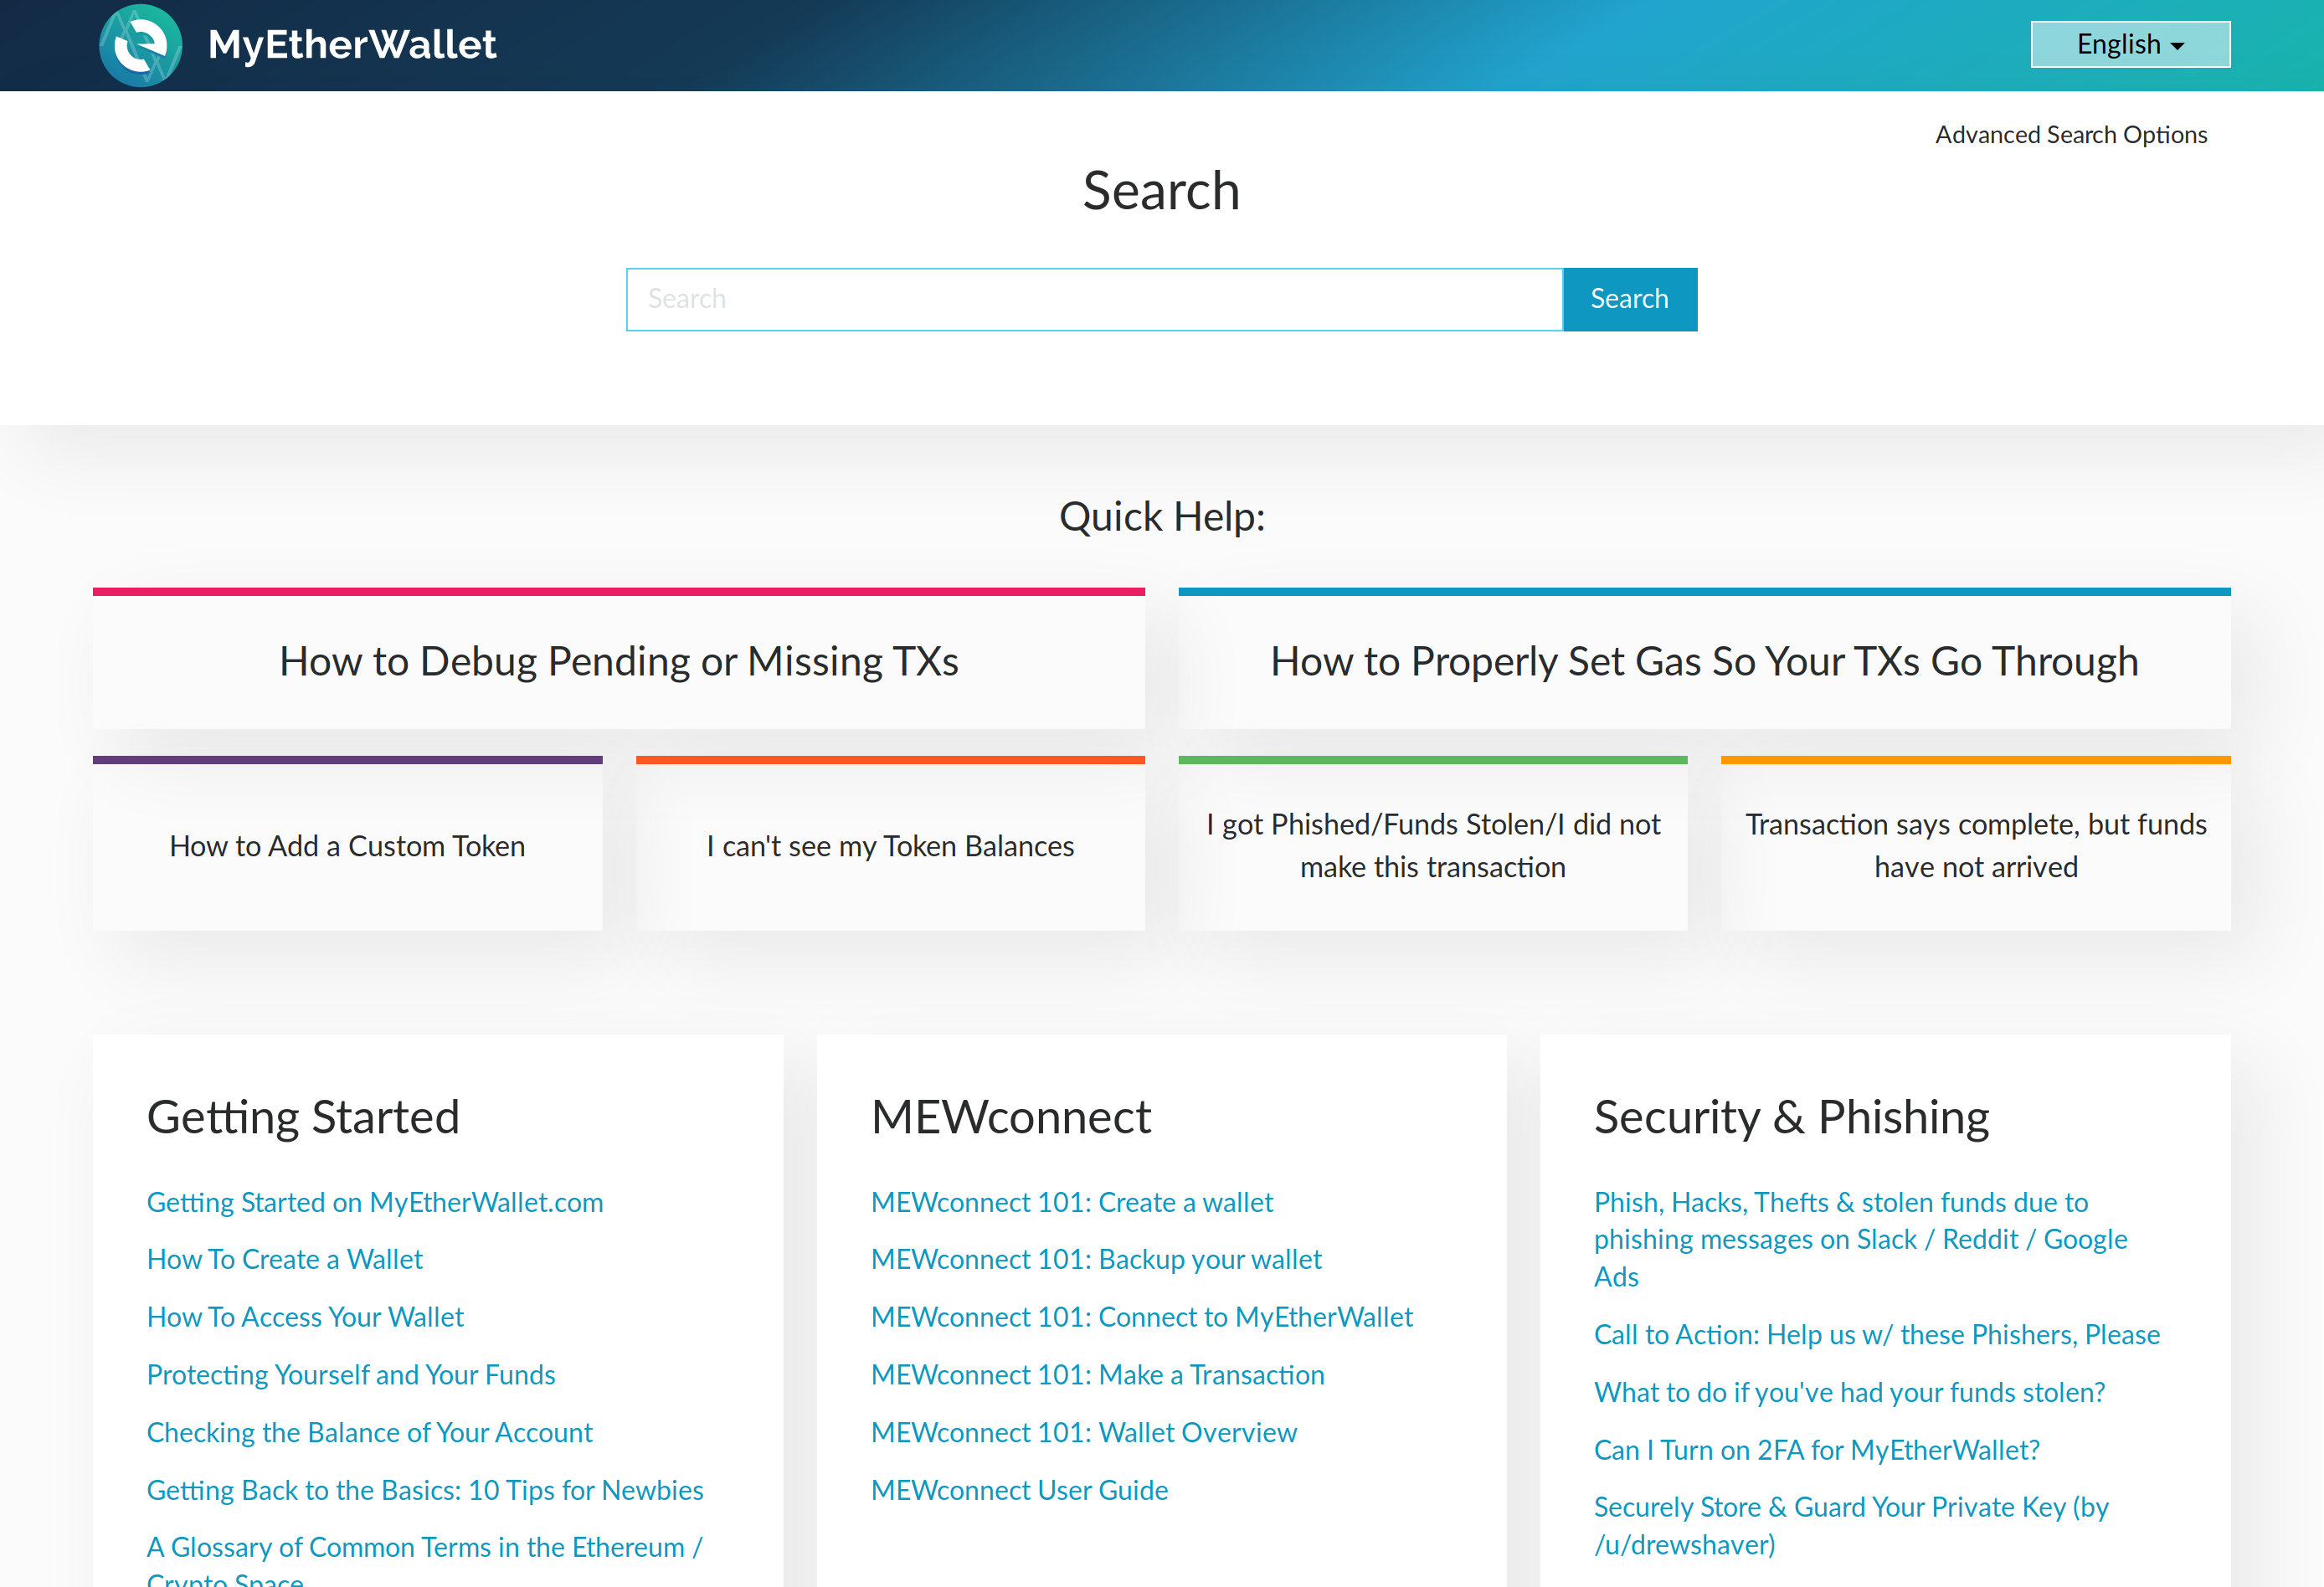 MyEtherWallet
English
Advanced Search Options
Search
Search
Search
Quick Help:
How to Debug Pending or Missing TXs
How to Properly Set Gas So Your TXs Go Through
How to Add a Custom Token
I can't see my Token Balances
I got Phished/Funds Stolen/I did not
make this transaction
Transaction says complete, but funds
have not arrived
Getting Started
Getting Started on MyEtherWallet.com
How To Create a Wallet
How To Access Your Wallet
Protecting Yourself and Your Funds
Checking the Balance of Your Account
Getting Back to the Basics: 10 Tips for Newbies
A Glossary of Common Terms in the Ethereum /
Crypto Space
MEWconnect
MEWconnect 101: Create a wallet
MEWconnect 101: Backup your wallet
MEWconnect 101: Connect to MyEtherWallet
MEWconnect 101: Make a Transaction
MEWconnect 101: Wallet Overview
MEWconnect User Guide
Security & Phishing
Phish, Hacks, Thefts & stolen funds due to
phishing messages on Slack / Reddit / Google
Ads
Call to Action: Help us w/ these Phishers, Please
What to do if you've had your funds stolen?
Can I Turn on 2FA for MyEtherWallet?
Securely Store & Guard Your Private Key (by
/u/drewshaver)